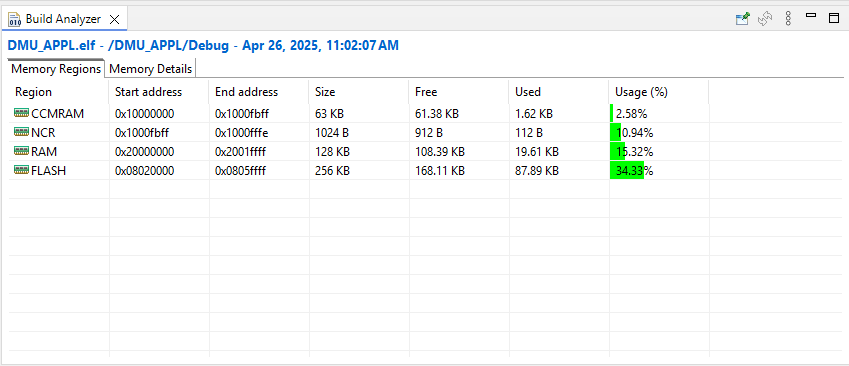 Build Analyzer
DMU_APPL.elf - /DMU_APPL/Debug - Apr 26, 2025, 11:02:07 AM
Memory Regions Memory Details
Region Start address End address Size Free Used Usage (%)
CCMRAM 0x10000000 0x1000fbff 63 KB 61.38 KB 1.62 KB 2.58%
NCR 0x1000fbff 0x1000fffe 1024 B 912 B 112 B 10.94%
RAM 0x20000000 0x2001ffff 128 KB 108.39 KB 19.61 KB 15.32%
FLASH 0x08020000 0x0805ffff 256 KB 168.11 KB 87.89 KB 34.33%